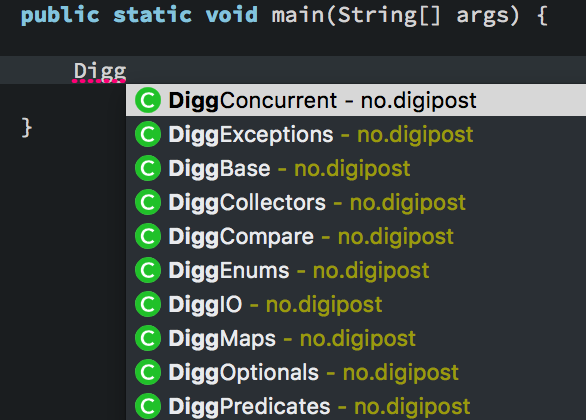 public static void main(String[] args) {
Digg
}
C DiggConcurrent - no.digipost
C DiggExceptions - no.digipost
C DiggBase - no.digipost
C DiggCollectors - no.digipost
C DiggCompare - no.digipost
C DiggEnums - no.digipost
C DiggIO - no.digipost
C DiggMaps - no.digipost
C DiggOptionals - no.digipost
C DiggPredicates - no.digipost